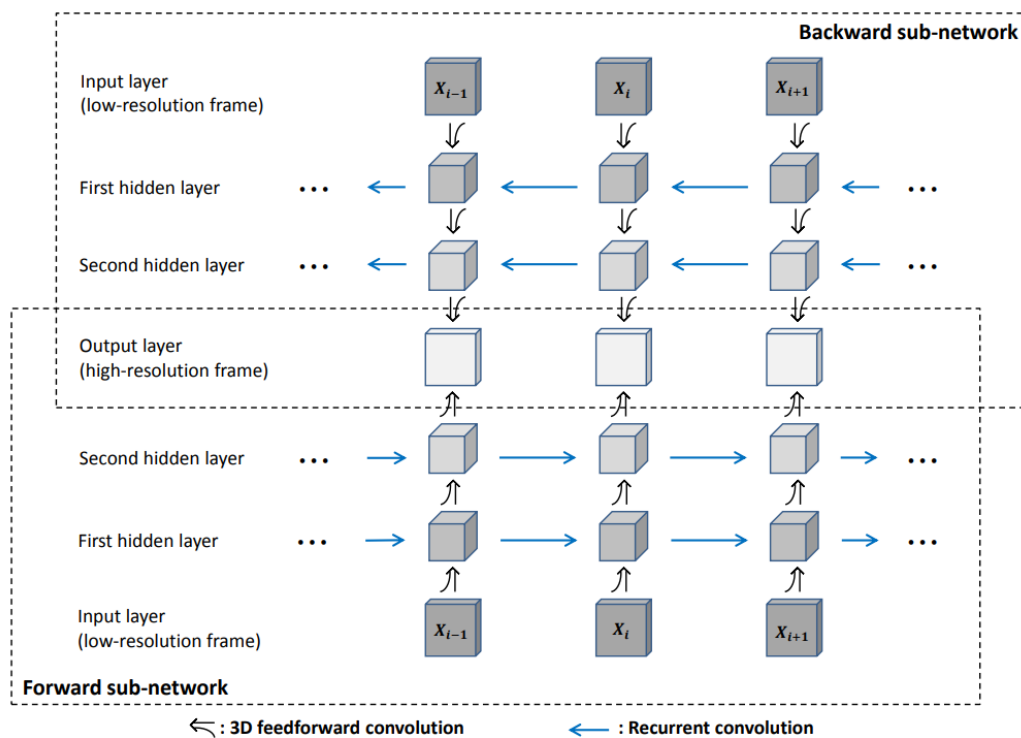 Backward sub-network
Input layer
(low-resolution frame)
X_{i-1}
X_i
X_{i+1}
First hidden layer
...
...
Second hidden layer
...
...
Output layer
(high-resolution frame)
Second hidden layer
...
...
First hidden layer
...
...
Input layer
(low-resolution frame)
X_{i-1}
X_i
X_{i+1}
Forward sub-network
: 3D feedforward convolution
: Recurrent convolution